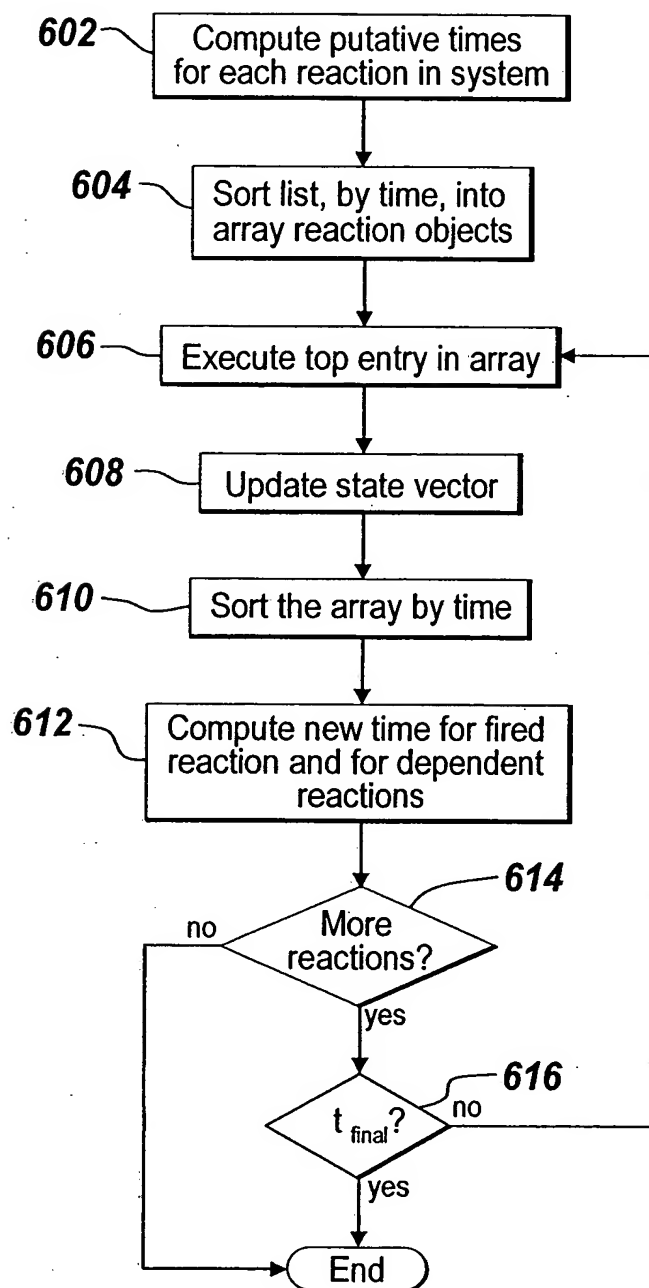 602
Compute putative times
for each reaction in system
604
Sort list, by time, into
array reaction objects
606
Execute top entry in array
608
Update state vector
610
Sort the array by time
612
Compute new time for fired
reaction and for dependent
reactions
614
no
More
reactions?
yes
616
t final?
no
yes
End